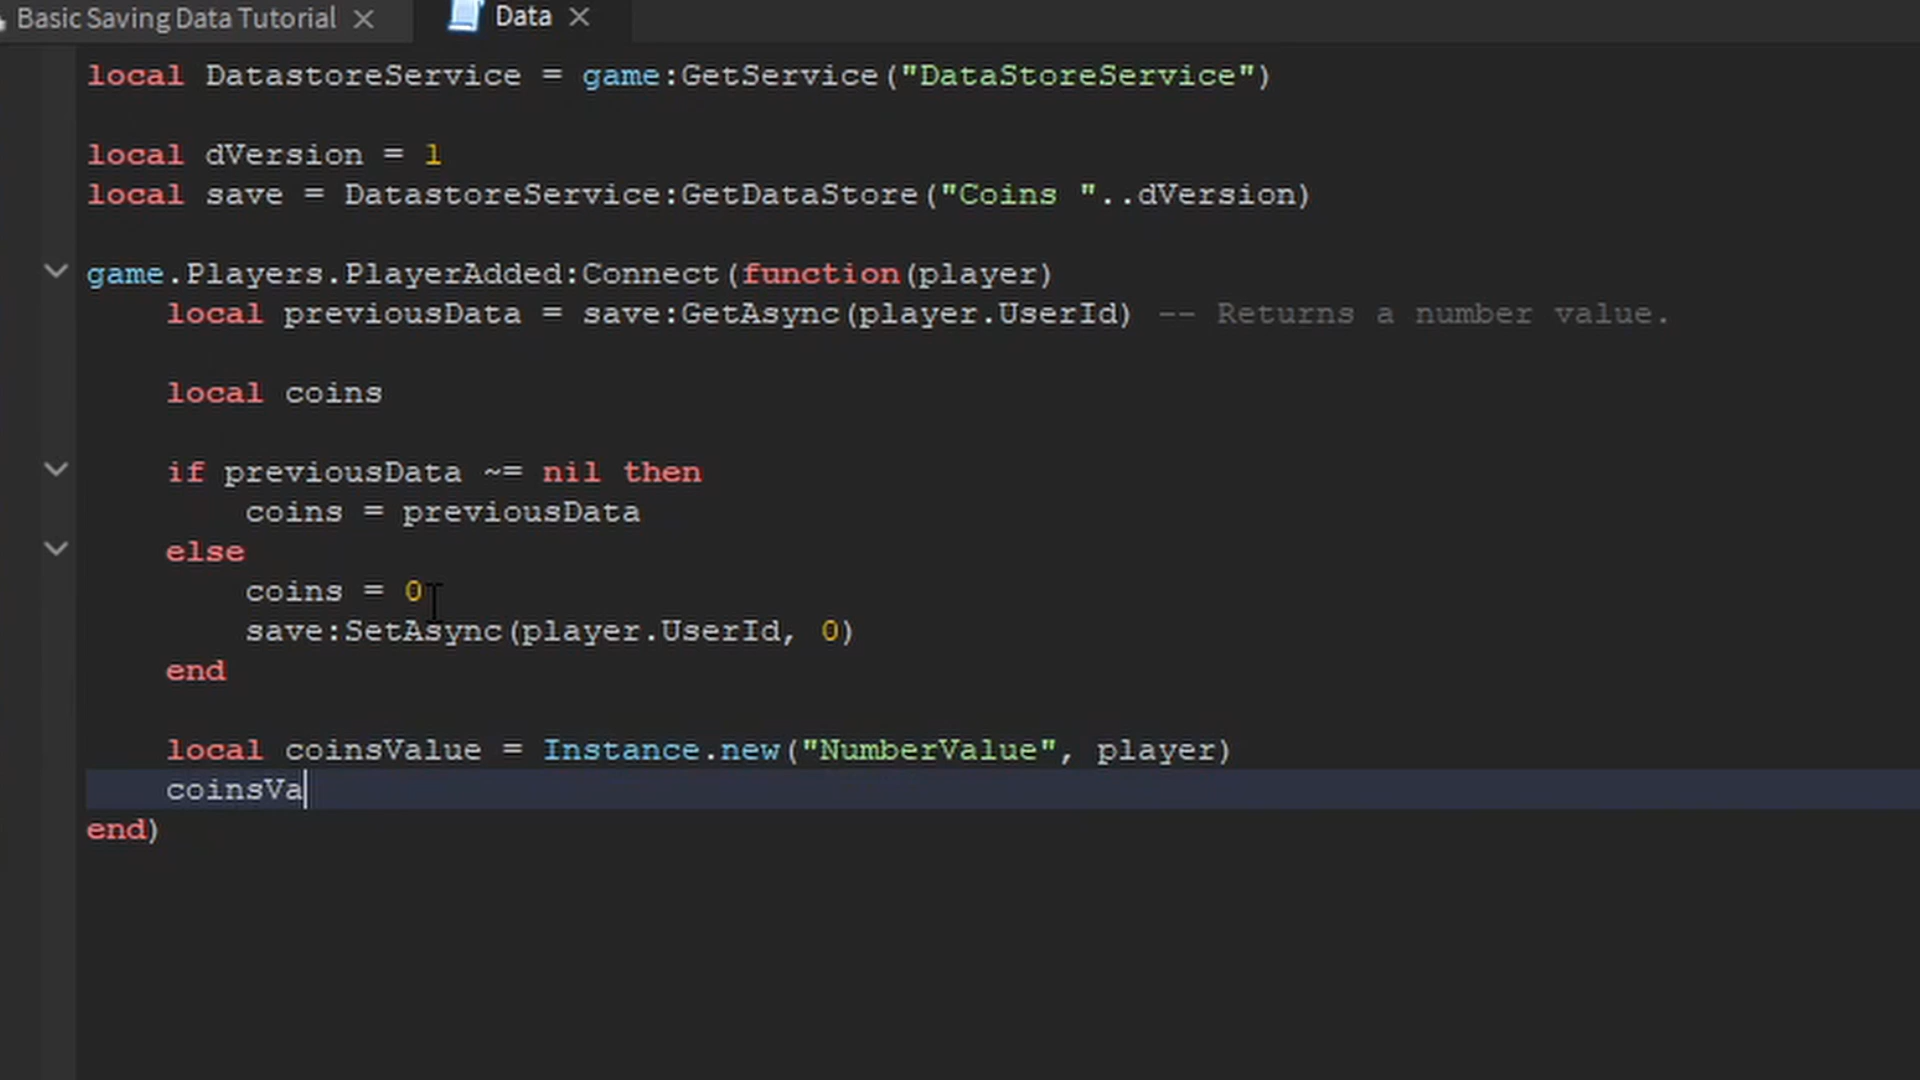 Basic Saving Data Tutorial
Data
local DatastoreService = game:GetService("DataStoreService")
local dVersion = 1
local save = DatastoreService:GetDataStore("Coins "..dVersion)
game.Players.PlayerAdded:Connect(function(player)
local previousData = save:GetAsync(player.UserId) -- Returns a number value.
local coins
if previousData ~= nil then
coins = previousData
else
coins = 0
save:SetAsync(player.UserId, 0)
end
local coinsValue = Instance.new("NumberValue", player)
coinsVa
end)